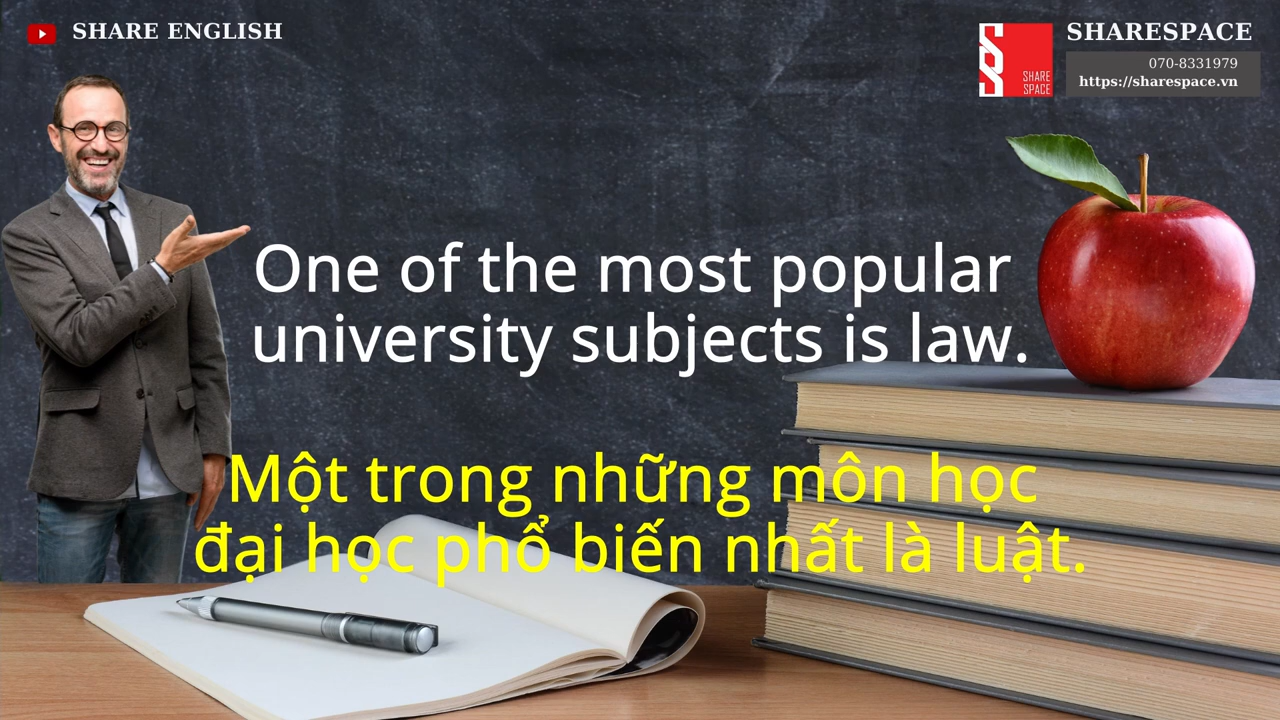 SHARE ENGLISH
SHARESPACE
SHARE
SPACE
070-8331979
https://sharespace.vn
One of the most popular
university subjects is law.
Một trong những môn học
đại học phổ biến nhất là luật.